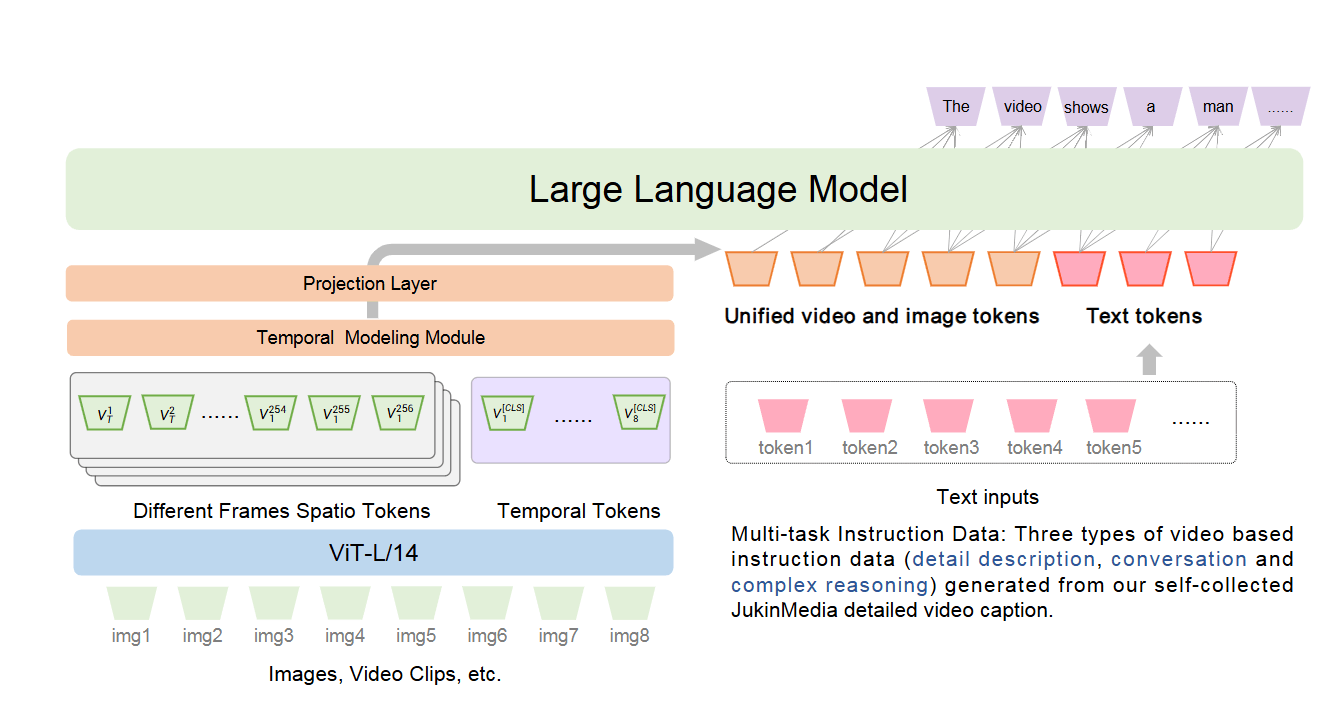 The video shows a man ......
Large Language Model
Projection Layer
Temporal Modeling Module
Unified video and image tokens
Text tokens
V_T^1 V_T^2 ...... V_1^254 V_1^255 V_1^256
V_1^[CLS] ...... V_8^[CLS]
Different Frames Spatio Tokens
Temporal Tokens
ViT-L/14
img1 img2 img3 img4 img5 img6 img7 img8
Images, Video Clips, etc.
token1 token2 token3 token4 token5 ......
Text inputs
Multi-task Instruction Data: Three types of video based
instruction data (detail description, conversation and
complex reasoning) generated from our self-collected
JukinMedia detailed video caption.